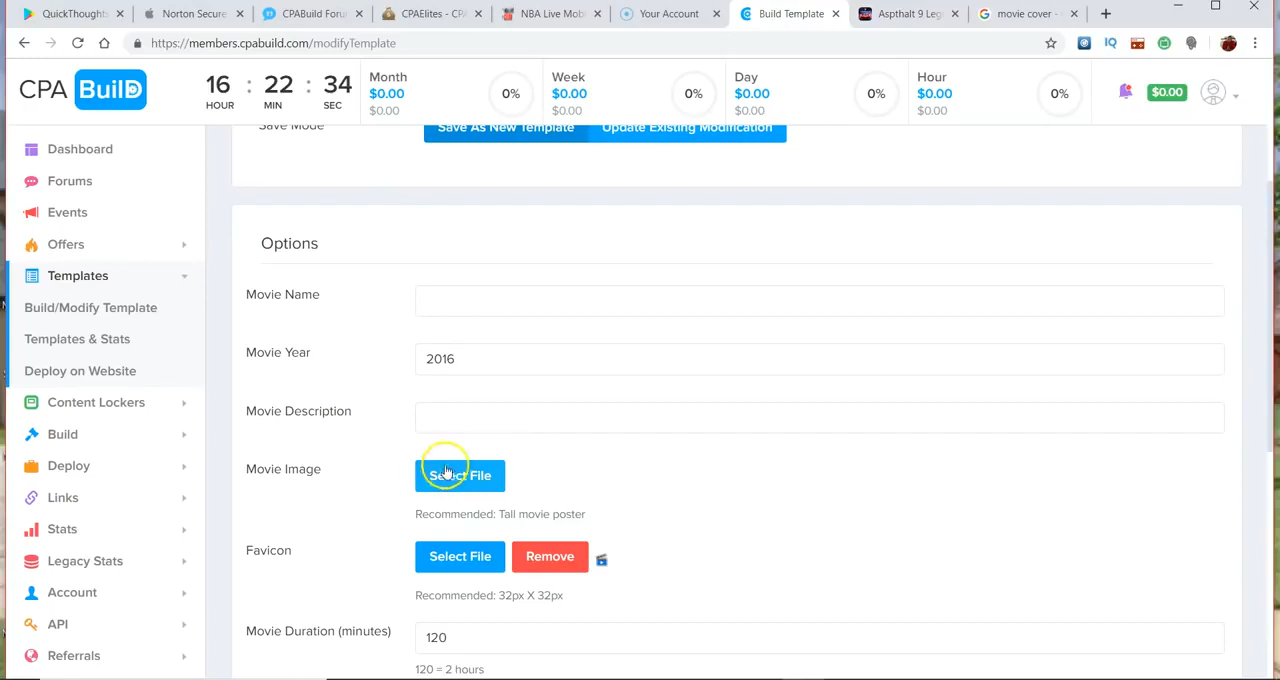 QuickThoughts
Norton Secure
CPABuild Foru
CPAElites - CPA
NBA Live Mob
Your Account
Build Template
Aspthalt 9 Leg
movie cover -
https://members.cpabuild.com/modifyTemplate
CPA BuilD
16 : 22 : 34
HOUR MIN SEC
Month
$0.00
$0.00
0%
Week
$0.00
$0.00
0%
Day
$0.00
$0.00
0%
Hour
$0.00
$0.00
0%
$0.00
Dashboard
Forums
Events
Offers
Templates
Build/Modify Template
Templates & Stats
Deploy on Website
Content Lockers
Build
Deploy
Links
Stats
Legacy Stats
Account
API
Referrals
Save Mode
Save As New Template
Update Existing Modification
Options
Movie Name
Movie Year
2016
Movie Description
Movie Image
Select File
Recommended: Tall movie poster
Favicon
Select File
Remove
Recommended: 32px X 32px
Movie Duration (minutes)
120
120 = 2 hours